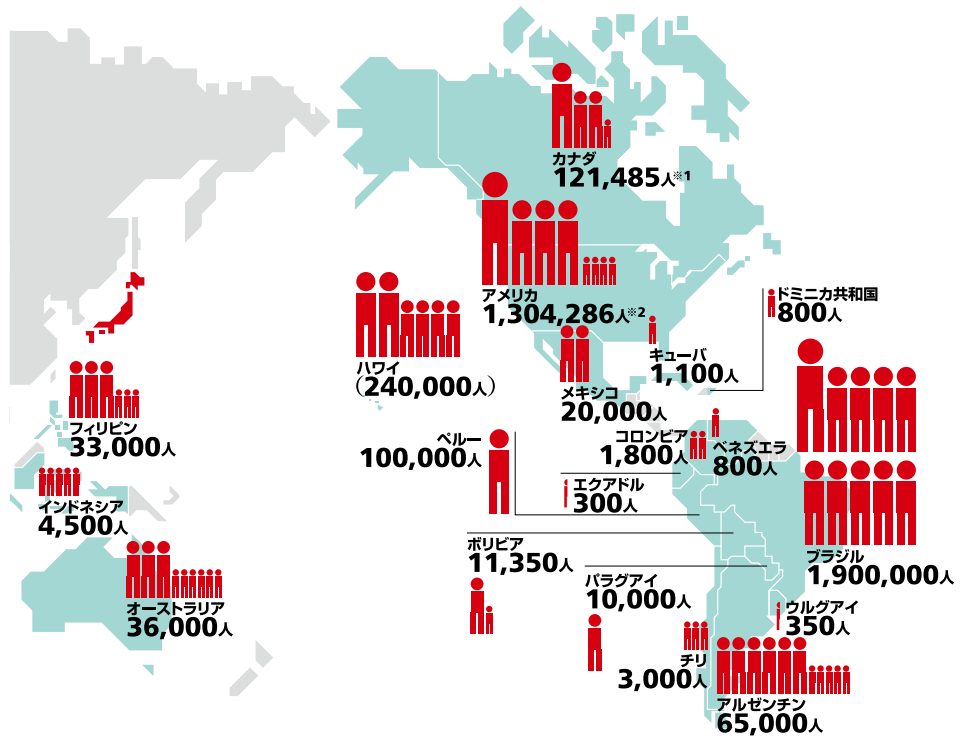 カナダ
121,485人※1
アメリカ
1,304,286人※2
ハワイ
（240,000人）
ドミニカ共和国
800人
キューバ
1,100人
メキシコ
20,000人
フィリピン
33,000人
ペルー
100,000人
コロンビア
1,800人
ベネズエラ
800人
インドネシア
4,500人
エクアドル
300人
ボリビア
11,350人
ブラジル
1,900,000人
パラグアイ
10,000人
オーストラリア
36,000人
ウルグアイ
350人
チリ
3,000人
アルゼンチン
65,000人